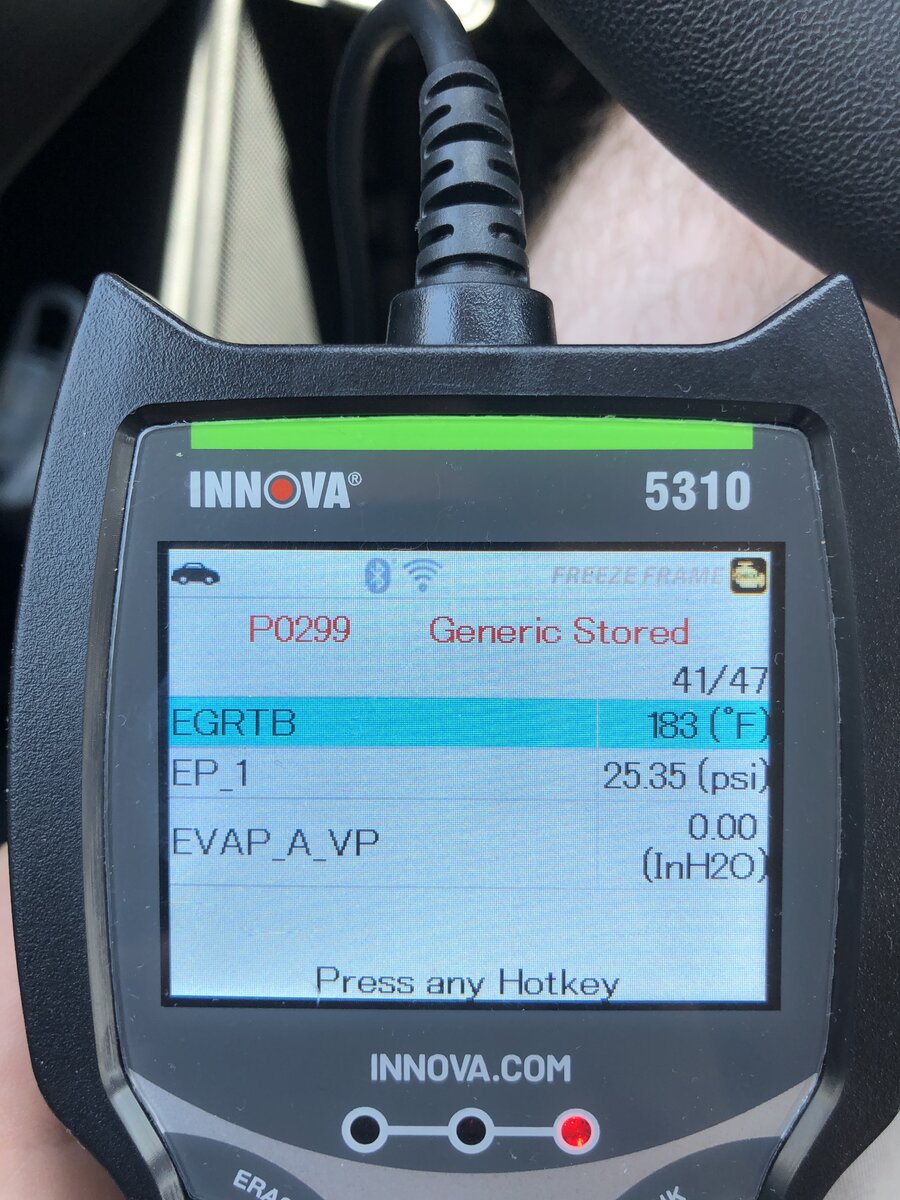 INNOVA® 5310
FREEZE FRAME
P0299 Generic Stored
41/47
EGRTB 183 (°F)
EP_1 25.35 (psi)
EVAP_A_VP 0.00
(InH2O)
Press any Hotkey
INNOVA.COM